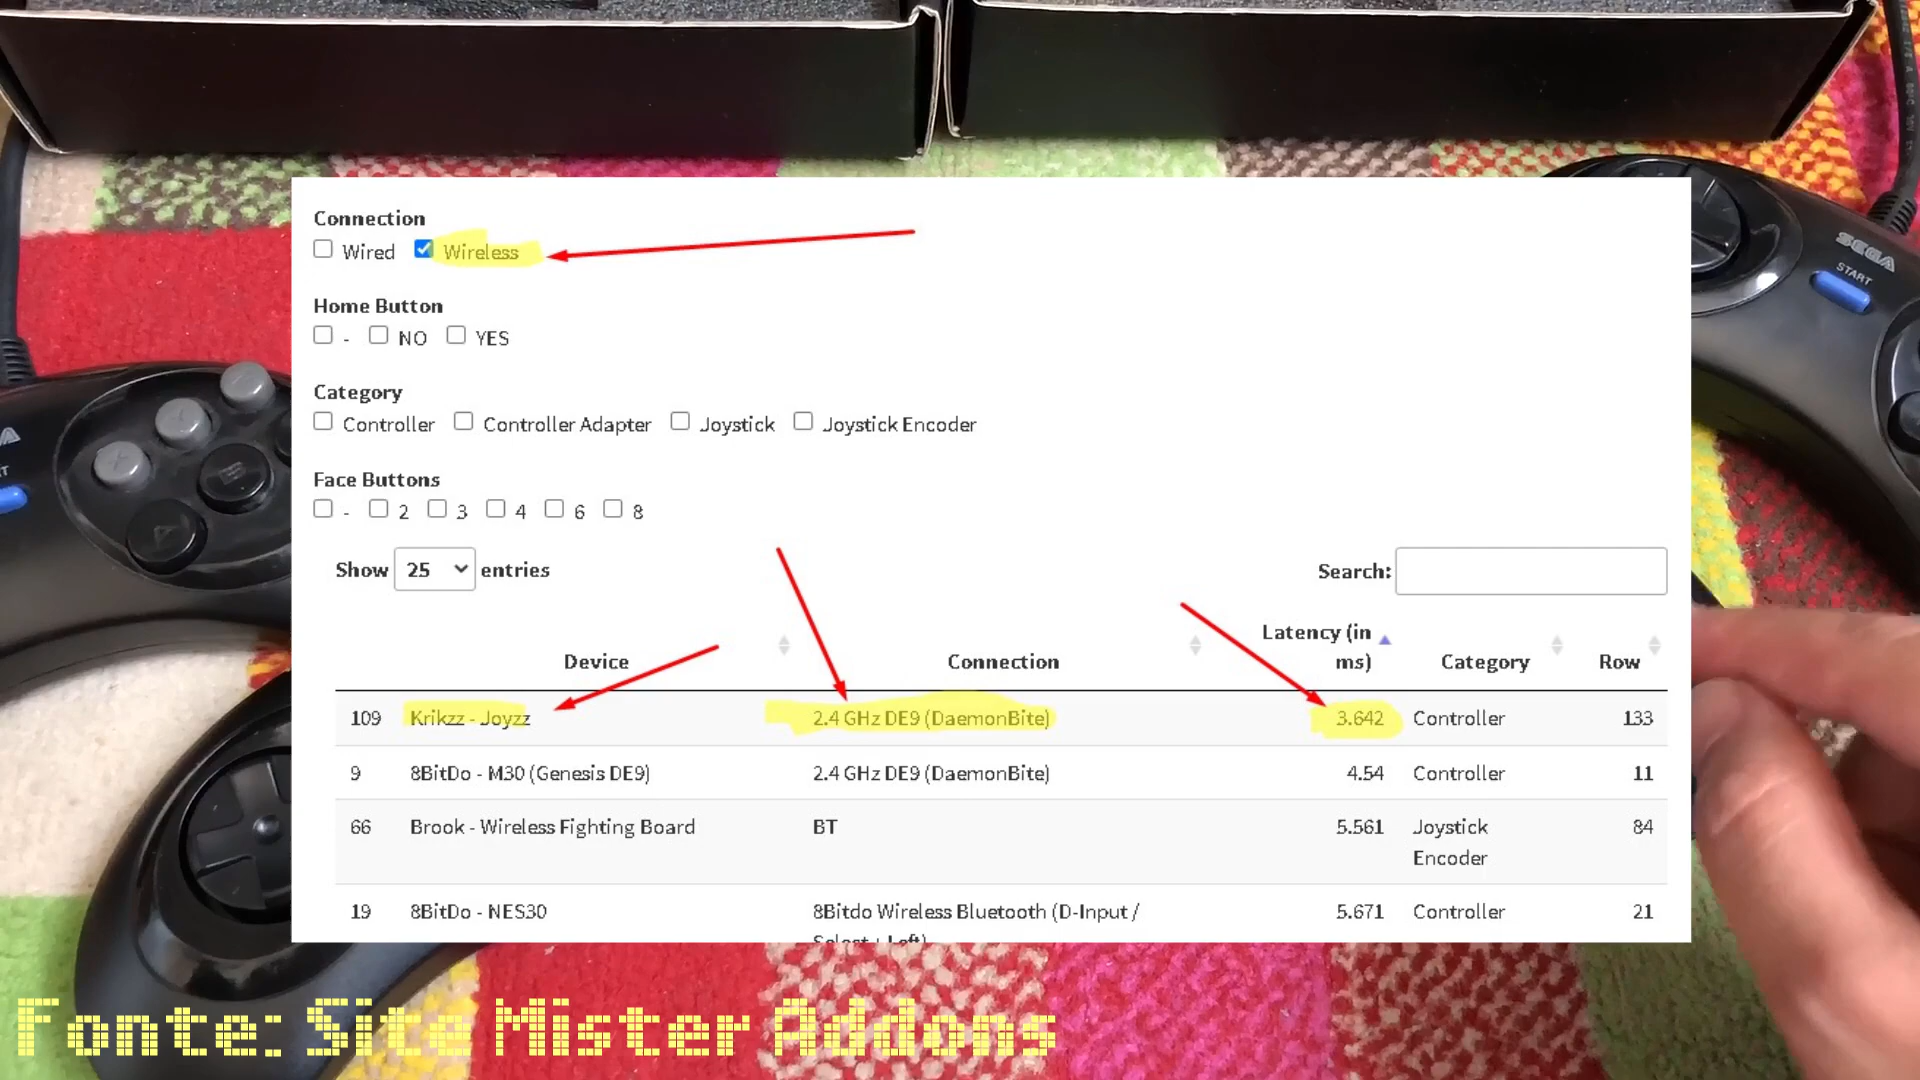 Connection
Wired Wireless
Home Button
- NO YES
Category
Controller Controller Adapter Joystick Joystick Encoder
Face Buttons
- 2 3 4 6 8
Show 25 entries Search:
Device Connection Latency (in ms) Category Row
109 Krikzz - Joyzz 2.4 GHz DE9 (DaemonBite) 3.642 Controller 133
9 8BitDo - M30 (Genesis DE9) 2.4 GHz DE9 (DaemonBite) 4.54 Controller 11
66 Brook - Wireless Fighting Board BT 5.561 Joystick Encoder 84
19 8BitDo - NES30 8Bitdo Wireless Bluetooth (D-Input / Select + Left) 5.671 Controller 21
SEGA
START
X
B
A
Fonte: Site Mister Addons